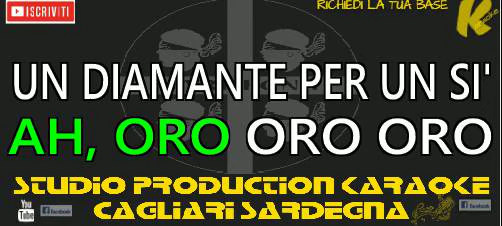 ISCRIVITI
RICHIEDI LA TUA BASE
UN DIAMANTE PER UN SI'
AH, ORO ORO ORO
STUDIO PRODUCTION KARAOKE
CAGLIARI SARDEGNA
You
Tube
facebook
facebook